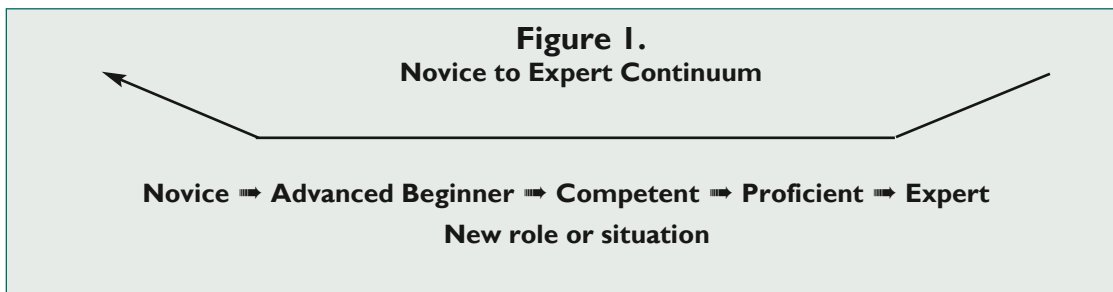 Figure 1.
Novice to Expert Continuum
Novice ➠ Advanced Beginner ➠ Competent ➠ Proficient ➠ Expert
New role or situation